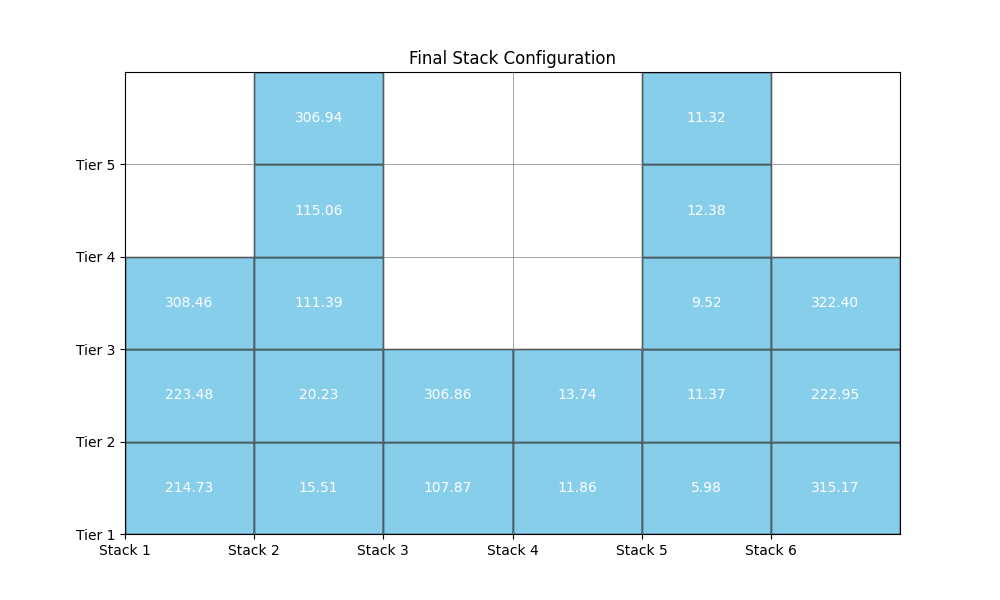 Final Stack Configuration
306.94 11.32
Tier 5
115.06 12.38
Tier 4
308.46 111.39 9.52 322.40
Tier 3
223.48 20.23 306.86 13.74 11.37 222.95
Tier 2
214.73 15.51 107.87 11.86 5.98 315.17
Tier 1
Stack 1 Stack 2 Stack 3 Stack 4 Stack 5 Stack 6